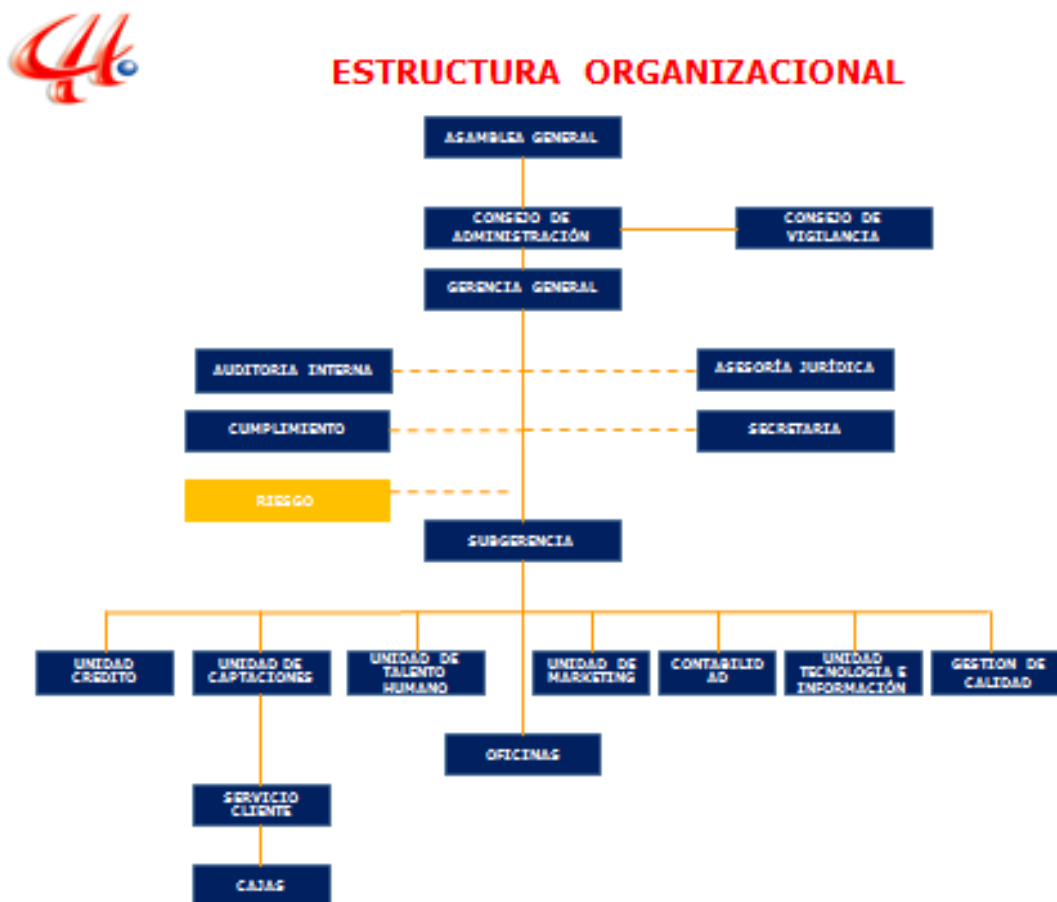 ESTRUCTURA ORGANIZACIONAL
ASAMBLEA GENERAL
CONSEJO DE
ADMINISTRACIÓN
CONSEJO DE
VIGILANCIA
GERENCIA GENERAL
AUDITORIA INTERNA
ASESORÍA JURÍDICA
CUMPLIMIENTO
SECRETARIA
RIESGO
SUBGERENCIA
UNIDAD
CREDITO
UNIDAD DE
CAPTACIONES
UNIDAD DE
TALENTO
HUMANO
UNIDAD DE
MARKETING
CONTABILID
AD
UNIDAD
TECNOLOGIA E
INFORMACIÓN
GESTION DE
CALIDAD
OFICINAS
SERVICIO
CLIENTE
CAJAS